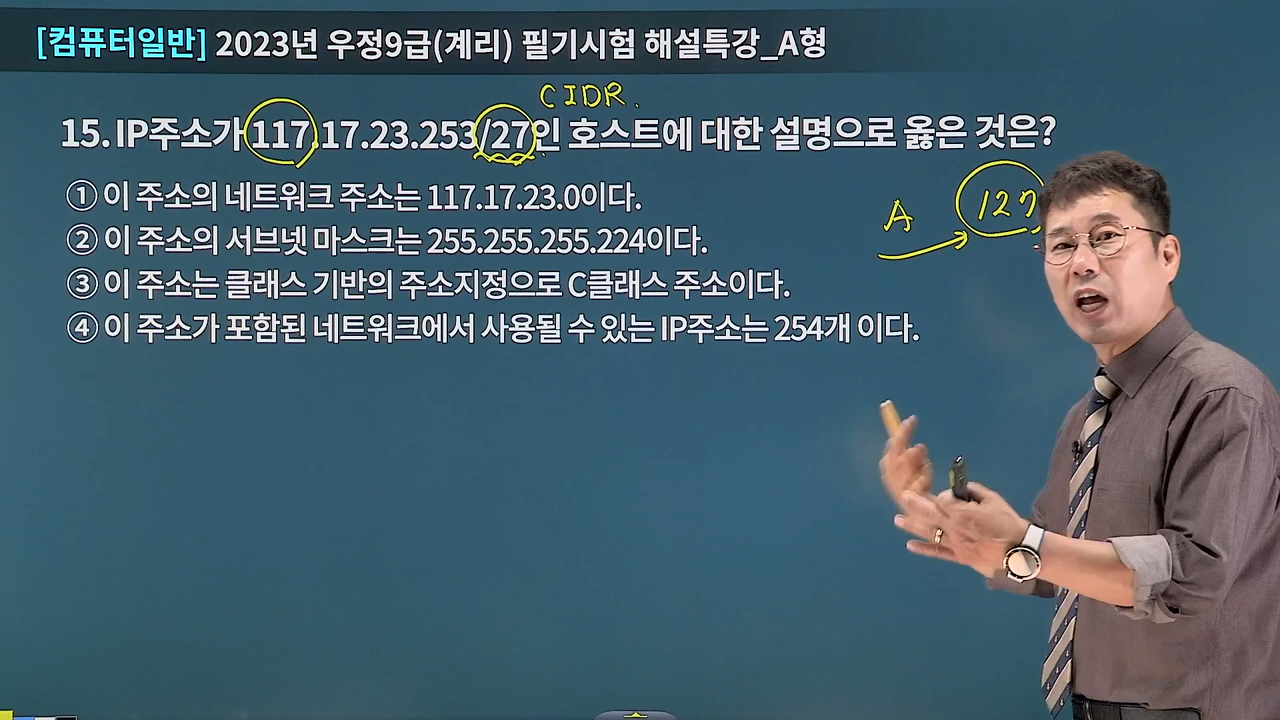 [컴퓨터일반] 2023년 우정9급(계리) 필기시험 해설특강_A형
CIDR.
15. IP주소가 117.17.23.253/27인 호스트에 대한 설명으로 옳은 것은?
① 이 주소의 네트워크 주소는 117.17.23.0이다.
A 127
② 이 주소의 서브넷 마스크는 255.255.255.224이다.
③ 이 주소는 클래스 기반의 주소지정으로 C클래스 주소이다.
④ 이 주소가 포함된 네트워크에서 사용될 수 있는 IP주소는 254개 이다.